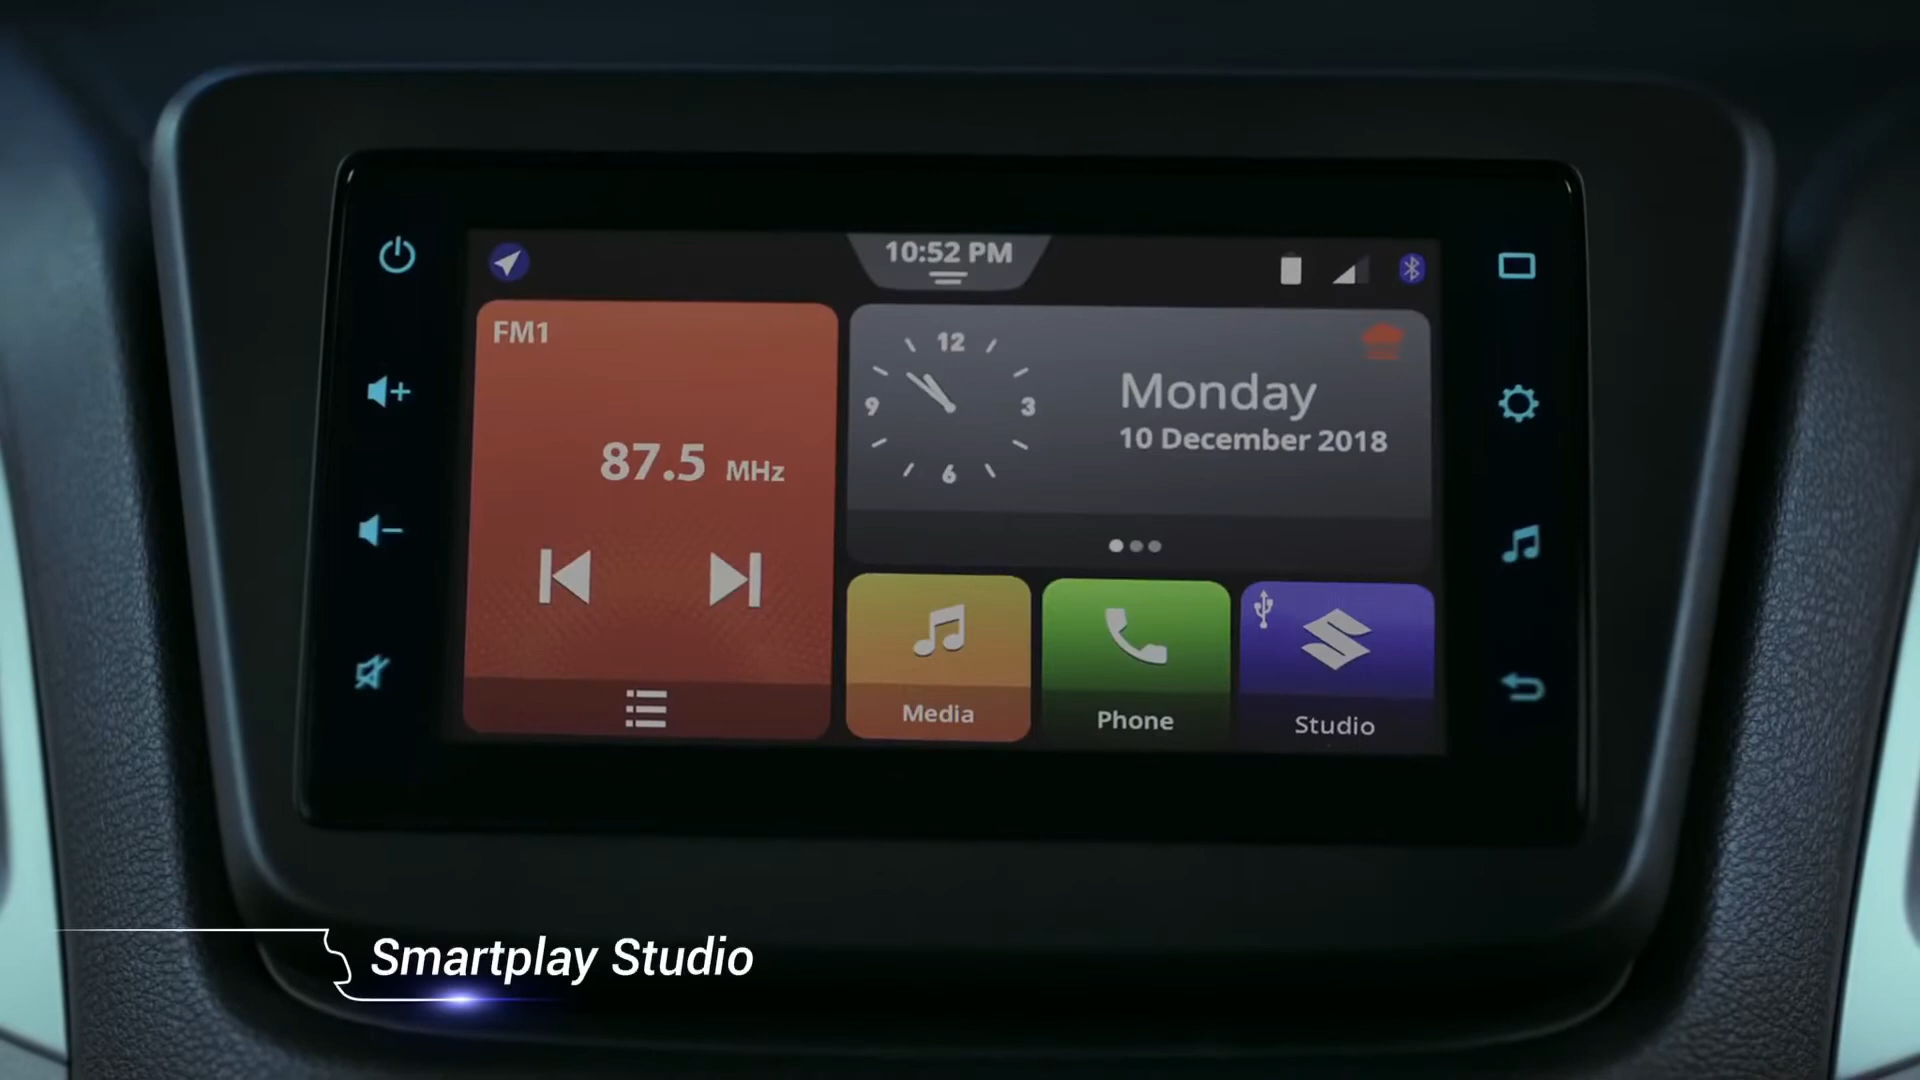 10:52 PM
FM1
87.5 MHz
12
9
3
6
Monday
10 December 2018
Media
Phone
Studio
Smartplay Studio